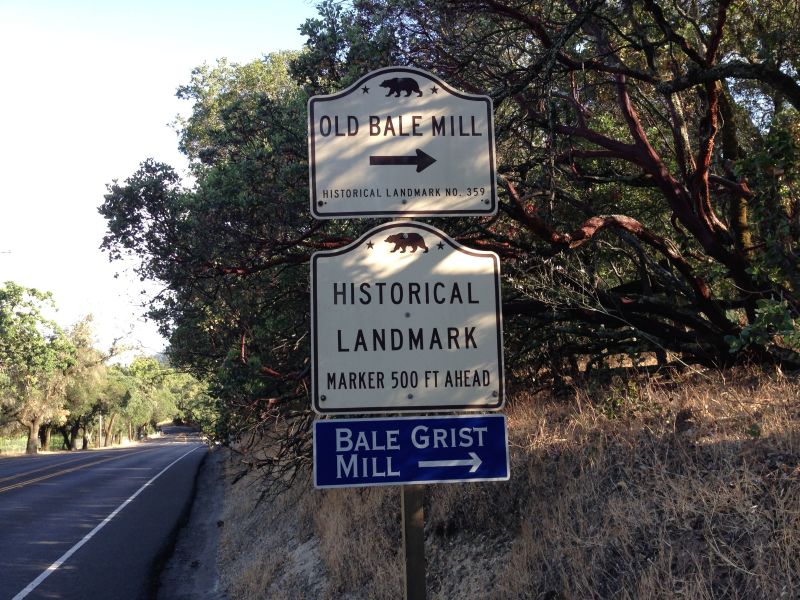 OLD BALE MILL
HISTORICAL LANDMARK NO. 359
HISTORICAL
LANDMARK
MARKER 500 FT AHEAD
BALE GRIST
MILL